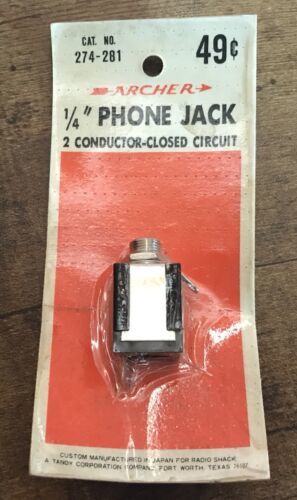 CAT. NO.
274-281
49¢
ARCHER
1/4" PHONE JACK
2 CONDUCTOR-CLOSED CIRCUIT
CUSTOM MANUFACTURED IN JAPAN FOR RADIO SHACK
A TANDY CORPORATION COMPANY, FORT WORTH, TEXAS 76107